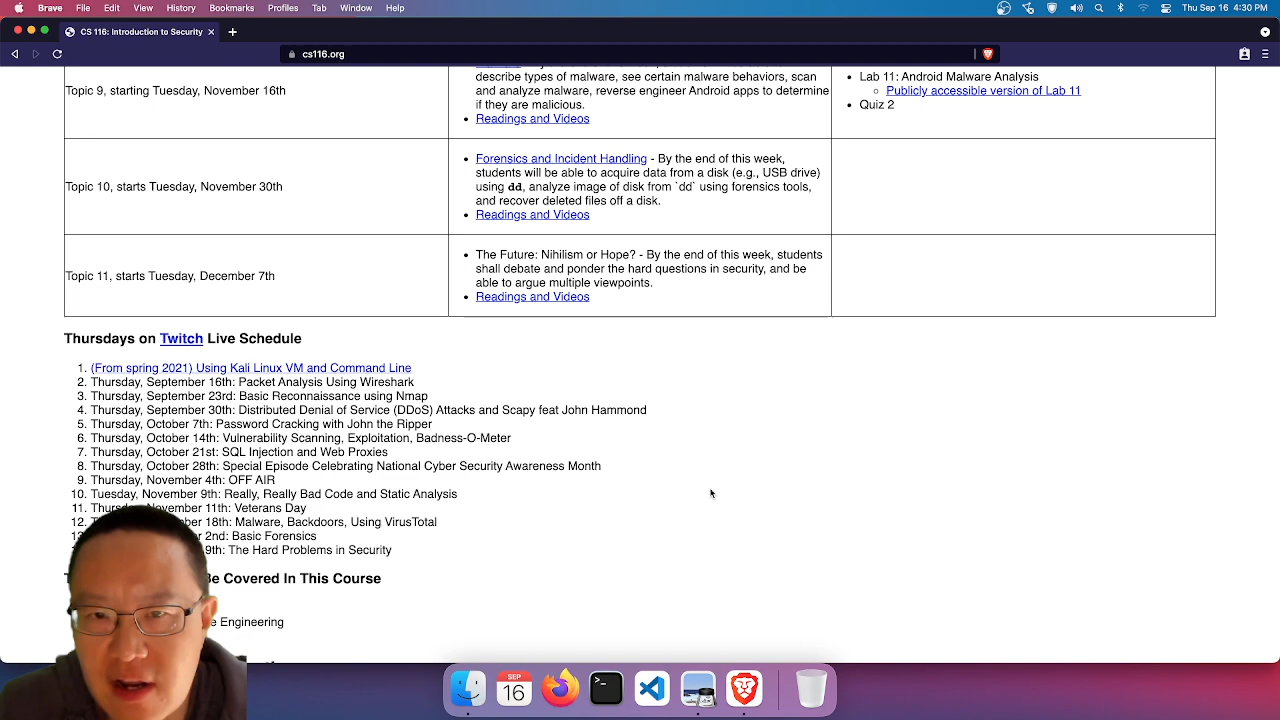 Brave File Edit View History Bookmarks Profiles Tab Window Help Thu Sep 16 4:30 PM
CS 116: Introduction to Security
cs116.org
describe types of malware, see certain malware behaviors, scan
and analyze malware, reverse engineer Android apps to determine
if they are malicious.
Readings and Videos
Topic 9, starting Tuesday, November 16th
Lab 11: Android Malware Analysis
Publicly accessible version of Lab 11
Quiz 2
Topic 10, starts Tuesday, November 30th
Forensics and Incident Handling - By the end of this week,
students will be able to acquire data from a disk (e.g., USB drive)
using dd, analyze image of disk from `dd` using forensics tools,
and recover deleted files off a disk.
Readings and Videos
Topic 11, starts Tuesday, December 7th
The Future: Nihilism or Hope? - By the end of this week, students
shall debate and ponder the hard questions in security, and be
able to argue multiple viewpoints.
Readings and Videos
Thursdays on Twitch Live Schedule
1. (From spring 2021) Using Kali Linux VM and Command Line
2. Thursday, September 16th: Packet Analysis Using Wireshark
3. Thursday, September 23rd: Basic Reconnaissance using Nmap
4. Thursday, September 30th: Distributed Denial of Service (DDoS) Attacks and Scapy feat John Hammond
5. Thursday, October 7th: Password Cracking with John the Ripper
6. Thursday, October 14th: Vulnerability Scanning, Exploitation, Badness-O-Meter
7. Thursday, October 21st: SQL Injection and Web Proxies
8. Thursday, October 28th: Special Episode Celebrating National Cyber Security Awareness Month
9. Thursday, November 4th: OFF AIR
10. Tuesday, November 9th: Really, Really Bad Code and Static Analysis
11. November 11th: Veterans Day
12. 18th: Malware, Backdoors, Using VirusTotal
2nd: Basic Forensics
9th: The Hard Problems in Security
Be Covered In This Course
Engineering
SEP
16